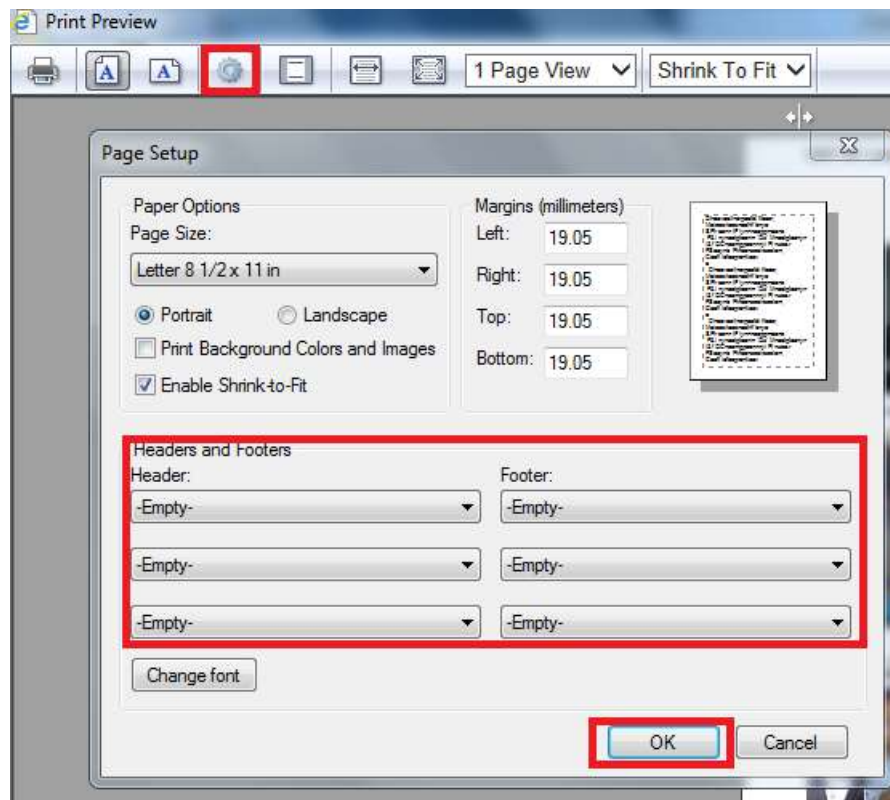 Print Preview
A A 1 Page View Shrink To Fit
Page Setup
Paper Options
Page Size:
Letter 8 1/2 x 11 in
Portrait Landscape
Print Background Colors and Images
Enable Shrink-to-Fit
Margins (millimeters)
Left: 19.05
Right: 19.05
Top: 19.05
Bottom: 19.05
Headers and Footers
Header: Footer:
-Empty- -Empty-
-Empty- -Empty-
-Empty- -Empty-
Change font
OK Cancel